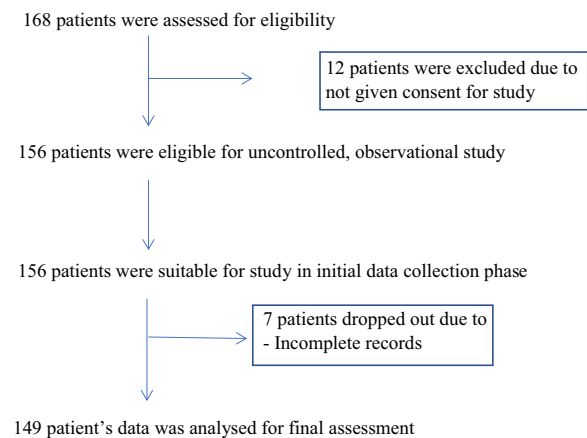 168 patients were assessed for eligibility
12 patients were excluded due to
not given consent for study
156 patients were eligible for uncontrolled, observational study
156 patients were suitable for study in initial data collection phase
7 patients dropped out due to
- Incomplete records
149 patient's data was analysed for final assessment